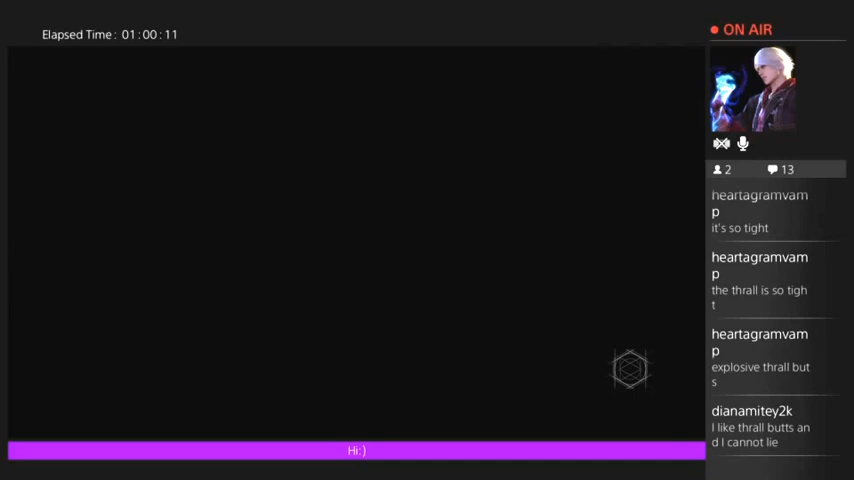 Elapsed Time: 01:00:11
ON AIR
2 13
heartagramvam
p
it's so tight
heartagramvam
p
the thrall is so tigh
t
heartagramvam
p
explosive thrall but
s
dianamitey2k
I like thrall butts an
d I cannot lie
Hi:)